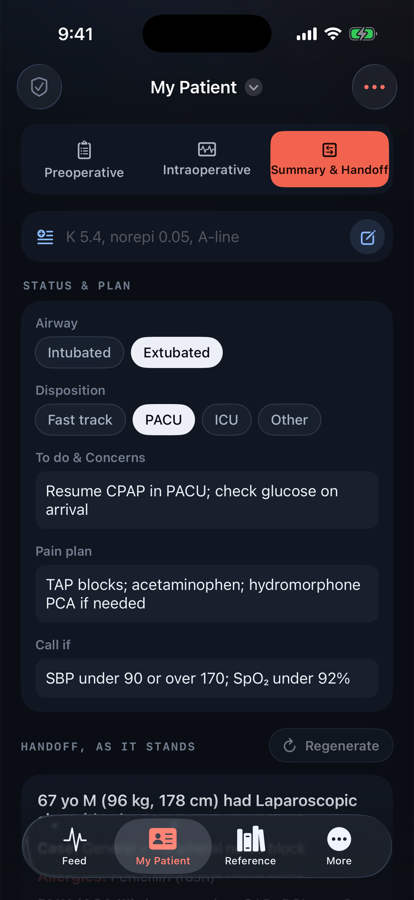 9:41
My Patient
Preoperative
Intraoperative
Summary & Handoff
K 5.4, norepi 0.05, A-line
STATUS & PLAN
Airway
Intubated
Extubated
Disposition
Fast track
PACU
ICU
Other
To do & Concerns
Resume CPAP in PACU; check glucose on
arrival
Pain plan
TAP blocks; acetaminophen; hydromorphone
PCA if needed
Call if
SBP under 90 or over 170; SpO₂ under 92%
HANDOFF, AS IT STANDS
Regenerate
67 yo M (96 kg, 178 cm) had Laparoscopic
Feed
My Patient
Reference
More